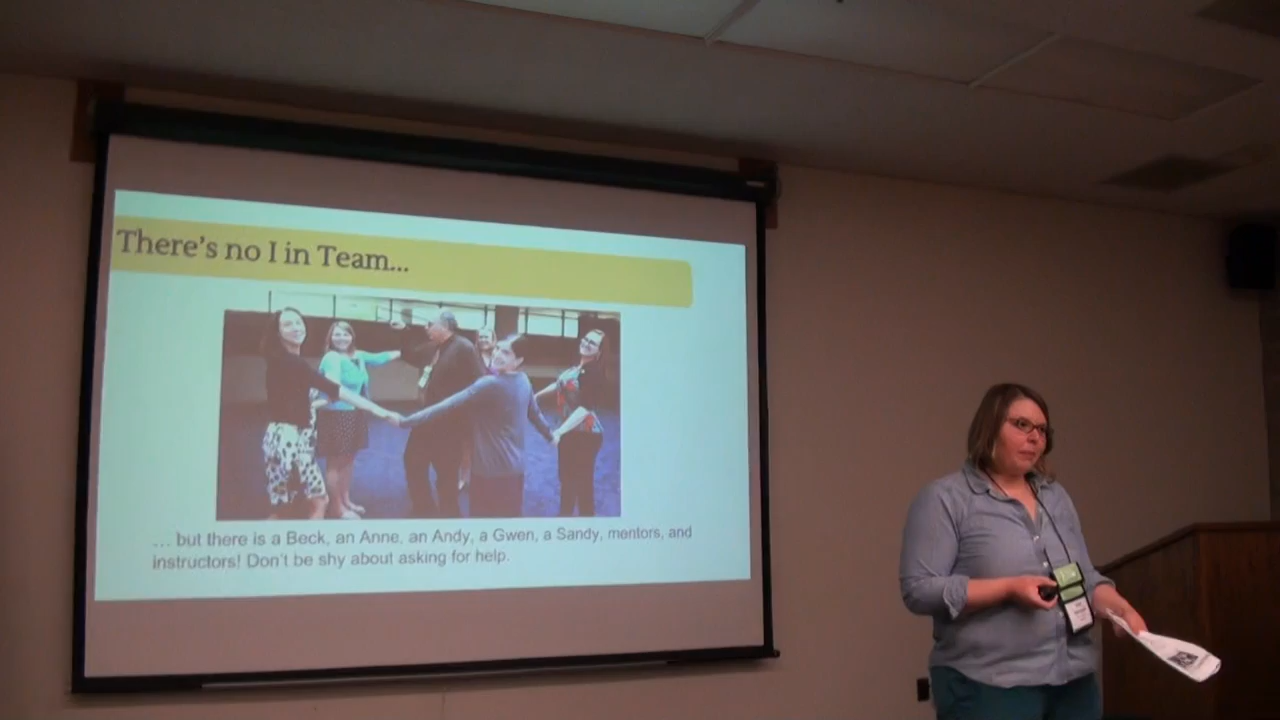 There's no I in Team...
... but there is a Beck, an Anne, an Andy, a Gwen, a Sandy, mentors, and
instructors! Don't be shy about asking for help.